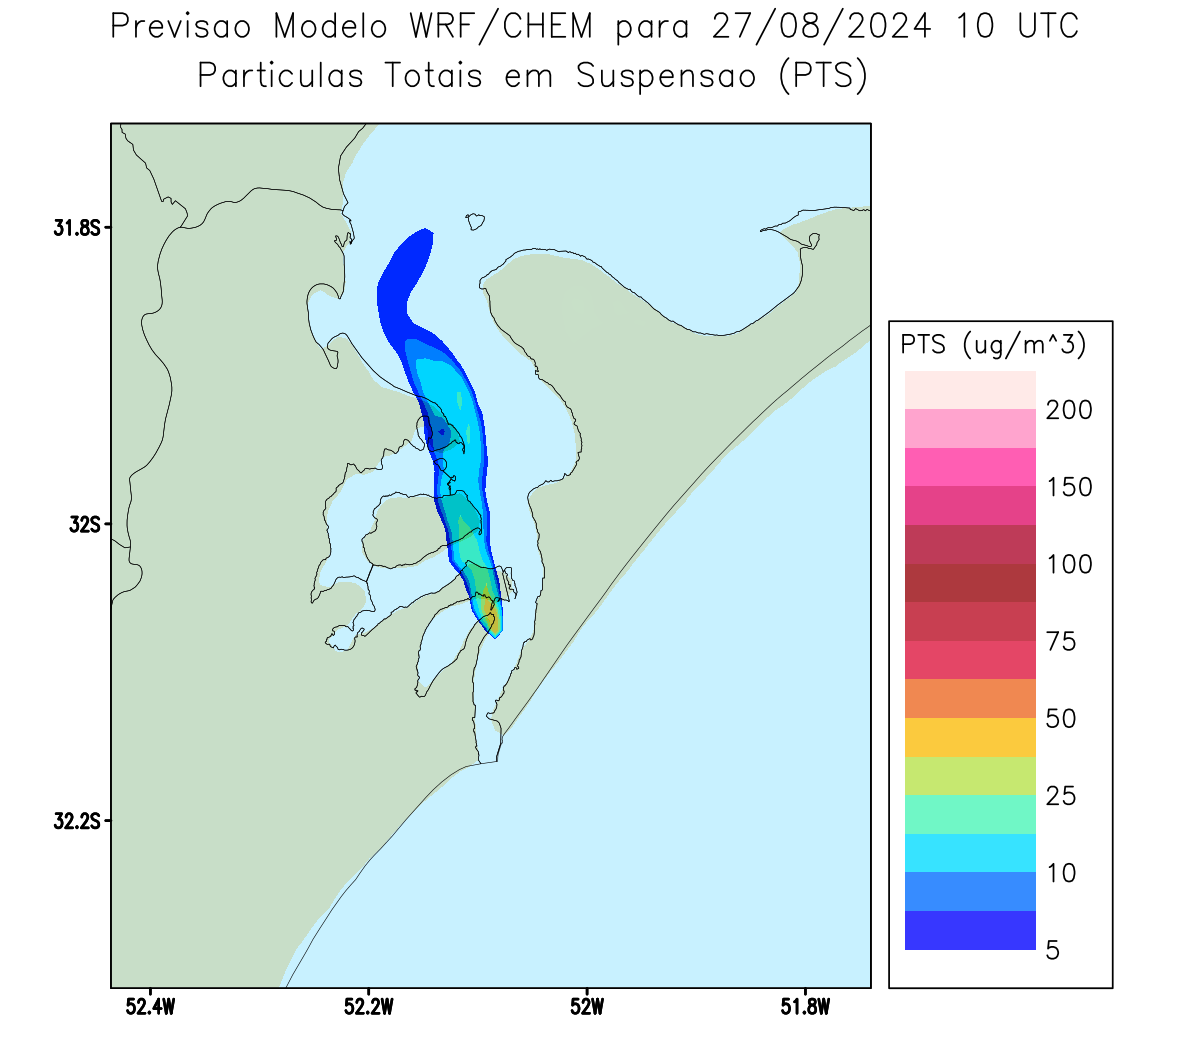 Previsao Modelo WRF/CHEM para 27/08/2024 10 UTC
Particulas Totais em Suspensao (PTS)
31.8S
32S
32.2S
52.4W
52.2W
52W
51.8W
PTS (ug/m^3)
200
150
100
75
50
25
10
5